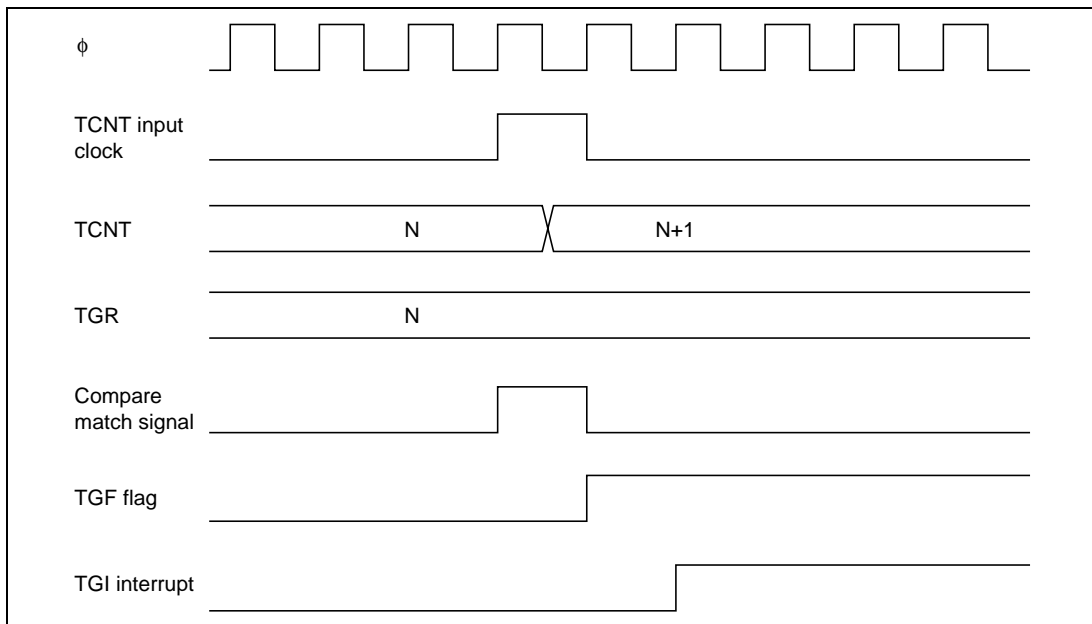 ϕ
TCNT input
clock
TCNT
N
N+1
TGR
N
Compare
match signal
TGF flag
TGI interrupt